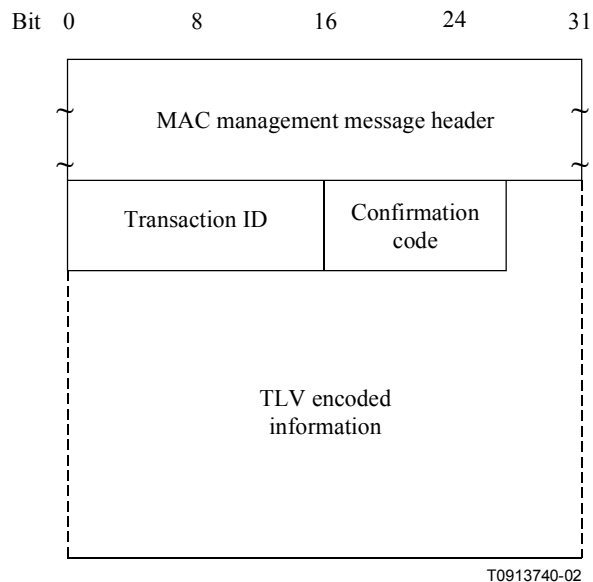 Bit 0 8 16 24 31
MAC management message header
Transaction ID
Confirmation
code
TLV encoded
information
T0913740-02